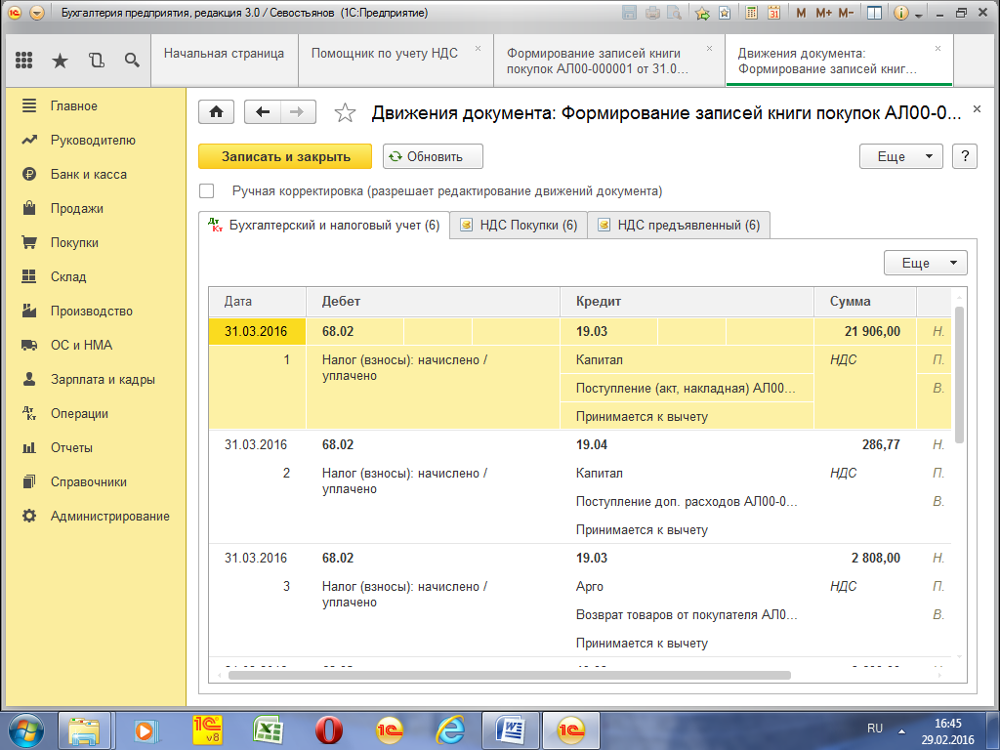 Бухгалтерия предприятия, редакция 3.0 / Севостьянов (1С:Предприятие)
M M+ M-
Начальная страница
Помощник по учету НДС
Формирование записей книги
покупок АЛ00-000001 от 31.0...
Движения документа:
Формирование записей книг...
Главное
Руководителю
Банк и касса
Продажи
Покупки
Склад
Производство
ОС и НМА
Зарплата и кадры
Операции
Отчеты
Справочники
Администрирование
Движения документа: Формирование записей книги покупок АЛ00-0...
Записать и закрыть
Обновить
Еще
?
Ручная корректировка (разрешает редактирование движений документа)
Бухгалтерский и налоговый учет (6)
НДС Покупки (6)
НДС предъявленный (6)
Еще
Дата Дебет Кредит Сумма
31.03.2016 68.02 19.03 21 906,00 Н.
1 Налог (взносы): начислено / Капитал НДС П.
уплачено
Поступление (акт, накладная) АЛ00... В.
Принимается к вычету
31.03.2016 68.02 19.04 286,77 Н.
2 Налог (взносы): начислено / Капитал НДС П.
уплачено
Поступление доп. расходов АЛ00-0... В.
Принимается к вычету
31.03.2016 68.02 19.03 2 808,00 Н.
3 Налог (взносы): начислено / Арго НДС П.
уплачено
Возврат товаров от покупателя АЛ0... В.
Принимается к вычету
RU
16:45
29.02.2016